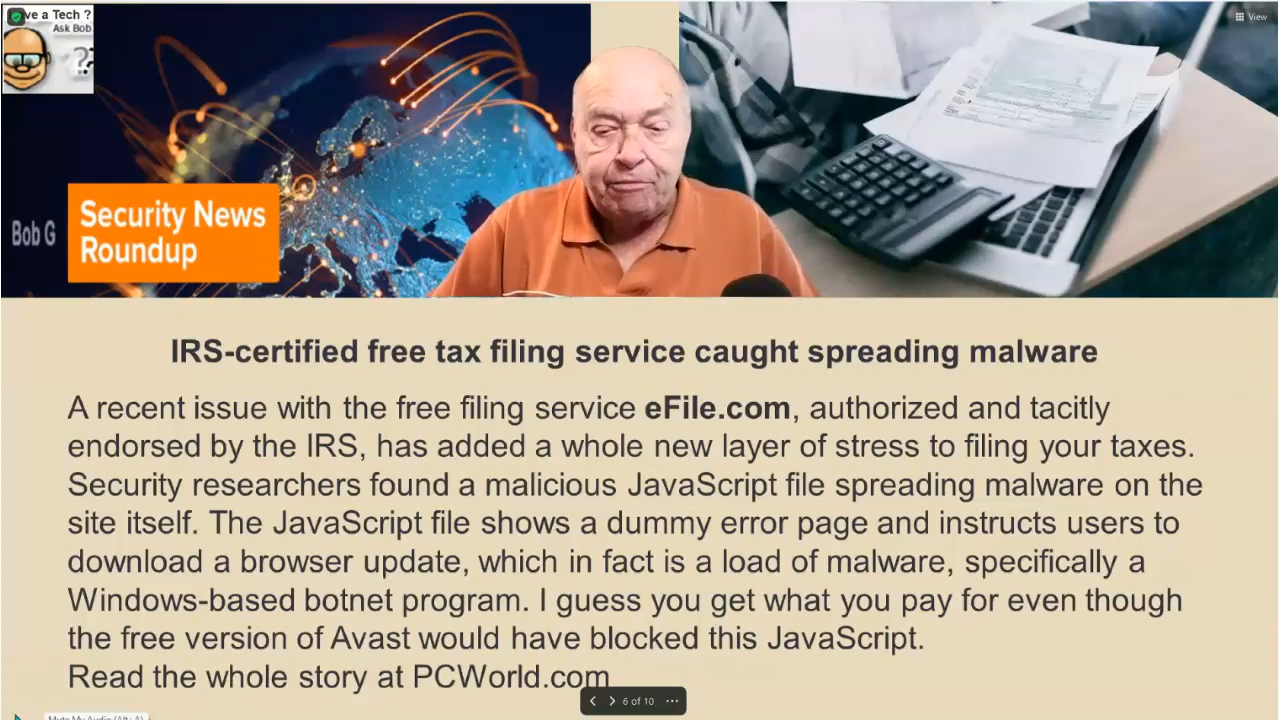 ve a Tech ?
Ask Bob
??
View
Bob G
Security News
Roundup
IRS-certified free tax filing service caught spreading malware
A recent issue with the free filing service eFile.com, authorized and tacitly
endorsed by the IRS, has added a whole new layer of stress to filing your taxes.
Security researchers found a malicious JavaScript file spreading malware on the
site itself. The JavaScript file shows a dummy error page and instructs users to
download a browser update, which in fact is a load of malware, specifically a
Windows-based botnet program. I guess you get what you pay for even though
the free version of Avast would have blocked this JavaScript.
Read the whole story at PCWorld.com
6 of 10
Mute My Audio (Alt+A)